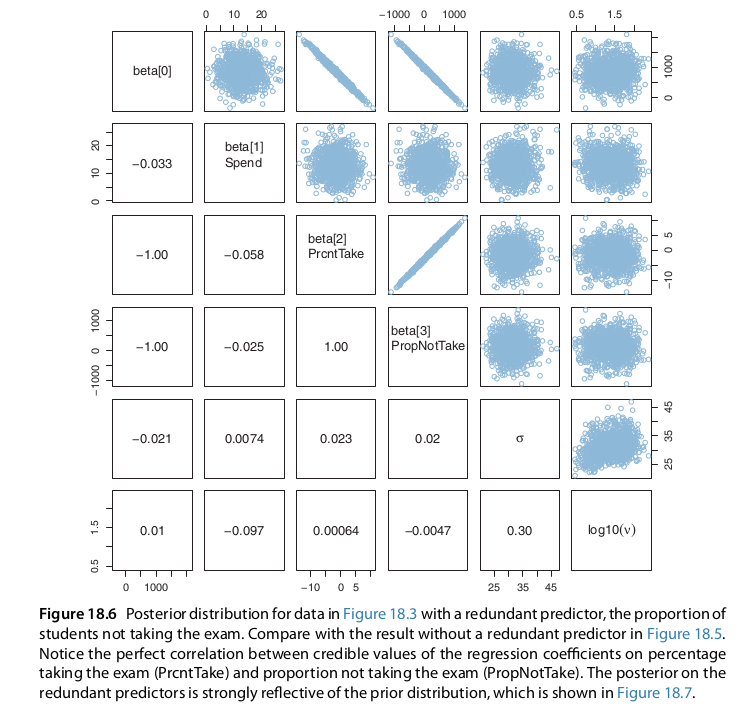 0 10 20 −1000 0 1000 0.5 1.5
beta[0] 0 1000
0 10 20 −0.033 beta[1]
Spend
−1.00 −0.058 beta[2]
PrcntTake −10 0 5
−1000 0 1000 −1.00 −0.025 1.00 beta[3]
PropNotTake
−0.021 0.0074 0.023 0.02 σ 25 35 45
0.5 1.5 0.01 −0.097 0.00064 −0.0047 0.30 log10(ν)
0 1000 −10 0 5 25 35 45
Figure 18.6 Posterior distribution for data in Figure 18.3 with a redundant predictor, the proportion of
students not taking the exam. Compare with the result without a redundant predictor in Figure 18.5.
Notice the perfect correlation between credible values of the regression coefficients on percentage
taking the exam (PrcntTake) and proportion not taking the exam (PropNotTake). The posterior on the
redundant predictors is strongly reflective of the prior distribution, which is shown in Figure 18.7.